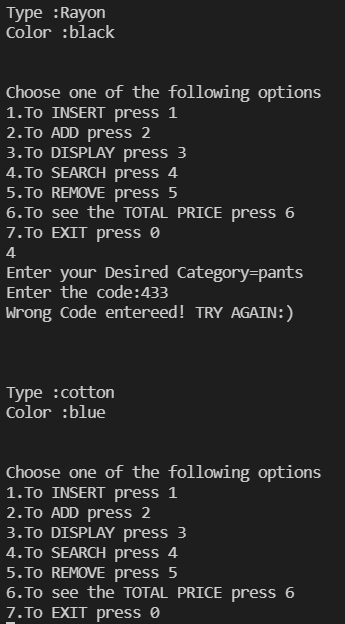 Type :Rayon
Color :black
Choose one of the following options
1.To INSERT press 1
2.To ADD press 2
3.To DISPLAY press 3
4.To SEARCH press 4
5.To REMOVE press 5
6.To see the TOTAL PRICE press 6
7.To EXIT press 0
4
Enter your Desired Category=pants
Enter the code:433
Wrong Code entereed! TRY AGAIN:)
Type :cotton
Color :blue
Choose one of the following options
1.To INSERT press 1
2.To ADD press 2
3.To DISPLAY press 3
4.To SEARCH press 4
5.To REMOVE press 5
6.To see the TOTAL PRICE press 6
7.To EXIT press 0